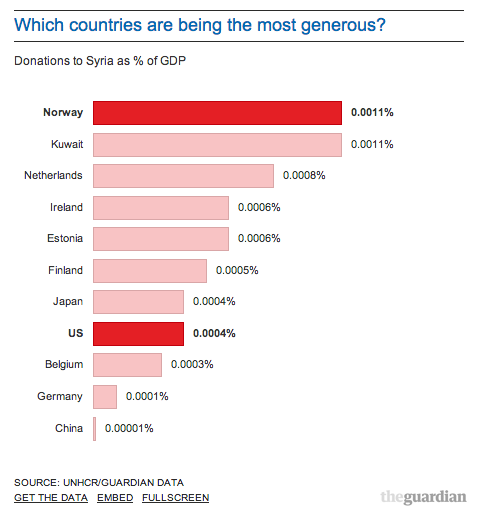 Which countries are being the most generous?
Donations to Syria as % of GDP
Norway 0.0011%
Kuwait 0.0011%
Netherlands 0.0008%
Ireland 0.0006%
Estonia 0.0006%
Finland 0.0005%
Japan 0.0004%
US 0.0004%
Belgium 0.0003%
Germany 0.0001%
China 0.00001%
SOURCE: UNHCR/GUARDIAN DATA
GET THE DATA EMBED FULLSCREEN
theguardian